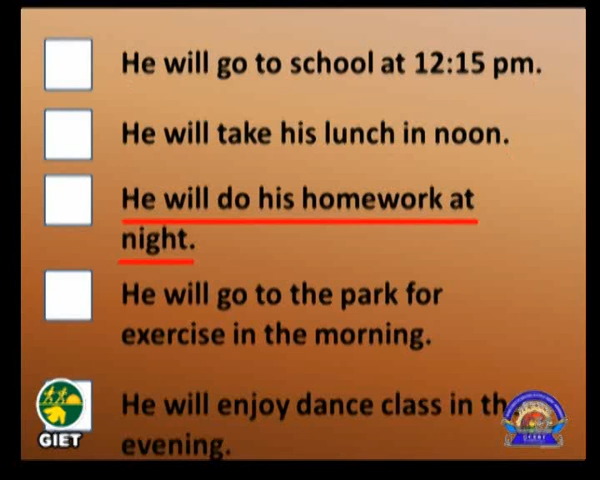 He will go to school at 12:15 pm.
He will take his lunch in noon.
He will do his homework at
night.
He will go to the park for
exercise in the morning.
He will enjoy dance class in
evening.
GIET